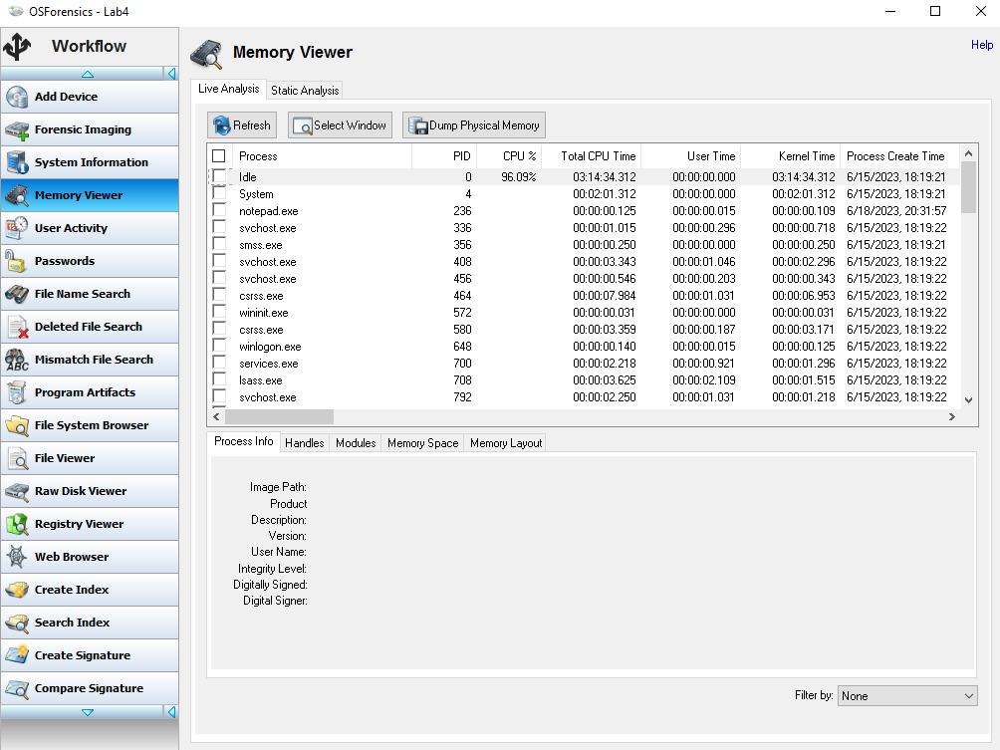 OSForensics - Lab4
Workflow
Add Device
Forensic Imaging
System Information
Memory Viewer
User Activity
Passwords
File Name Search
Deleted File Search
Mismatch File Search
Program Artifacts
File System Browser
File Viewer
Raw Disk Viewer
Registry Viewer
Web Browser
Create Index
Search Index
Create Signature
Compare Signature
Memory Viewer
Help
Live Analysis Static Analysis
Refresh Select Window Dump Physical Memory
Process PID CPU % Total CPU Time User Time Kernel Time Process Create Time
Idle 0 96.09% 03:14:34.312 00:00:00.000 03:14:34.312 6/15/2023, 18:19:21
System 4 00:02:01.312 00:00:00.000 00:02:01.312 6/15/2023, 18:19:21
notepad.exe 236 00:00:00.125 00:00:00.015 00:00:00.109 6/18/2023, 20:31:57
svchost.exe 336 00:00:01.015 00:00:00.296 00:00:00.718 6/15/2023, 18:19:22
smss.exe 356 00:00:00.250 00:00:00.000 00:00:00.250 6/15/2023, 18:19:21
svchost.exe 408 00:00:03.343 00:00:01.046 00:00:02.296 6/15/2023, 18:19:22
svchost.exe 456 00:00:00.546 00:00:00.203 00:00:00.343 6/15/2023, 18:19:22
csrss.exe 464 00:00:07.984 00:00:01.031 00:00:06.953 6/15/2023, 18:19:22
wininit.exe 572 00:00:00.031 00:00:00.000 00:00:00.031 6/15/2023, 18:19:22
csrss.exe 580 00:00:03.359 00:00:00.187 00:00:03.171 6/15/2023, 18:19:22
winlogon.exe 648 00:00:00.140 00:00:00.015 00:00:00.125 6/15/2023, 18:19:22
services.exe 700 00:00:02.218 00:00:00.921 00:00:01.296 6/15/2023, 18:19:22
lsass.exe 708 00:00:03.625 00:00:02.109 00:00:01.515 6/15/2023, 18:19:22
svchost.exe 792 00:00:02.250 00:00:01.031 00:00:01.218 6/15/2023, 18:19:22
Process Info Handles Modules Memory Space Memory Layout
Image Path:
Product
Description:
Version:
User Name:
Integrity Level:
Digitally Signed:
Digital Signer:
Filter by: None